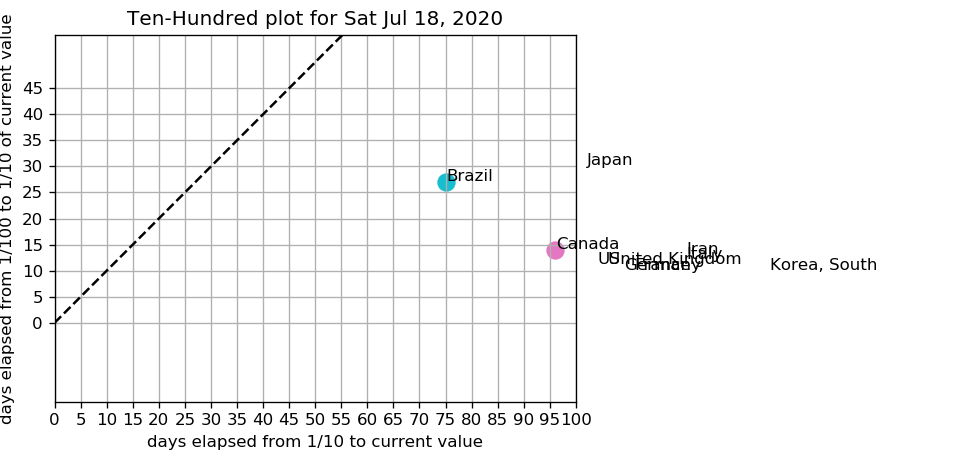 Ten-Hundred plot for Sat Jul 18, 2020
days elapsed from 1/100 to 1/10 of current value
45
40
35
30
25
20
15
10
5
0
Japan
Brazil
Canada
Iran
Italy
US
United Kingdom
Germany
France
Korea, South
0 5 10 15 20 25 30 35 40 45 50 55 60 65 70 75 80 85 90 95 100
days elapsed from 1/10 to current value